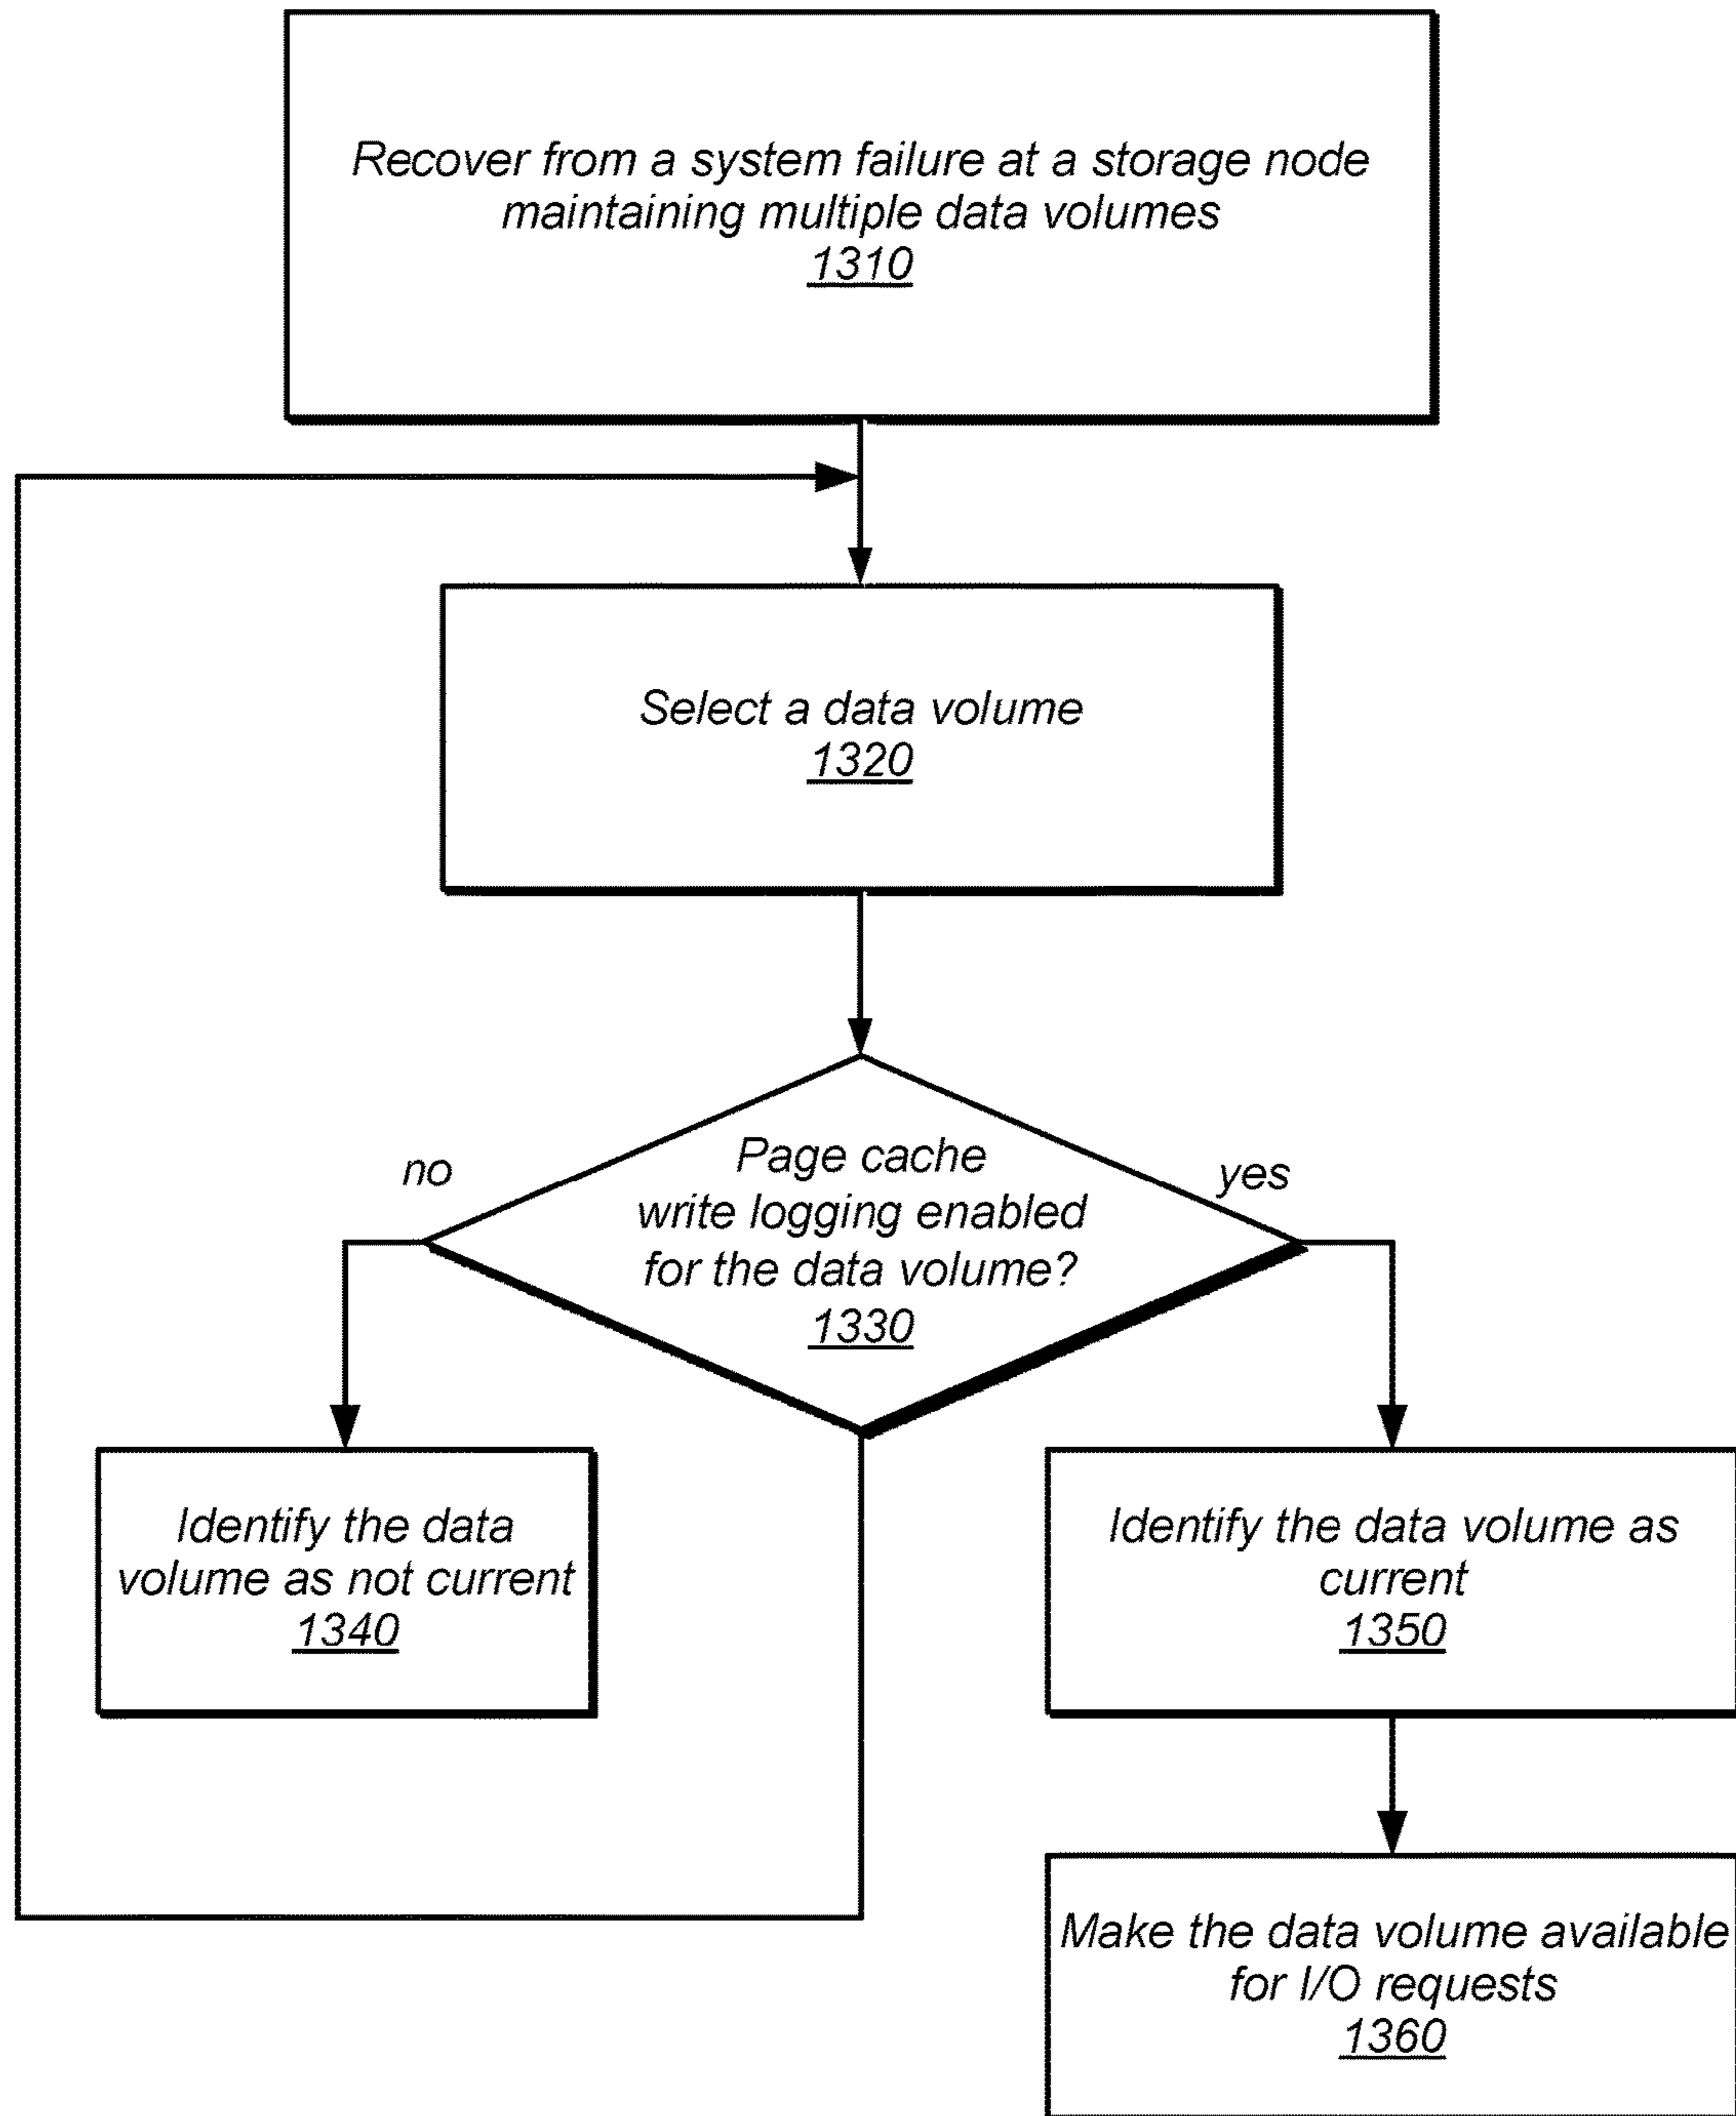 Recover from a system failure at a storage node
maintaining multiple data volumes
1310
Select a data volume
1320
no
yes
Page cache
write logging enabled
for the data volume?
1330
Identify the data
volume as not current
1340
Identify the data volume as
current
1350
Make the data volume available
for I/O requests
1360